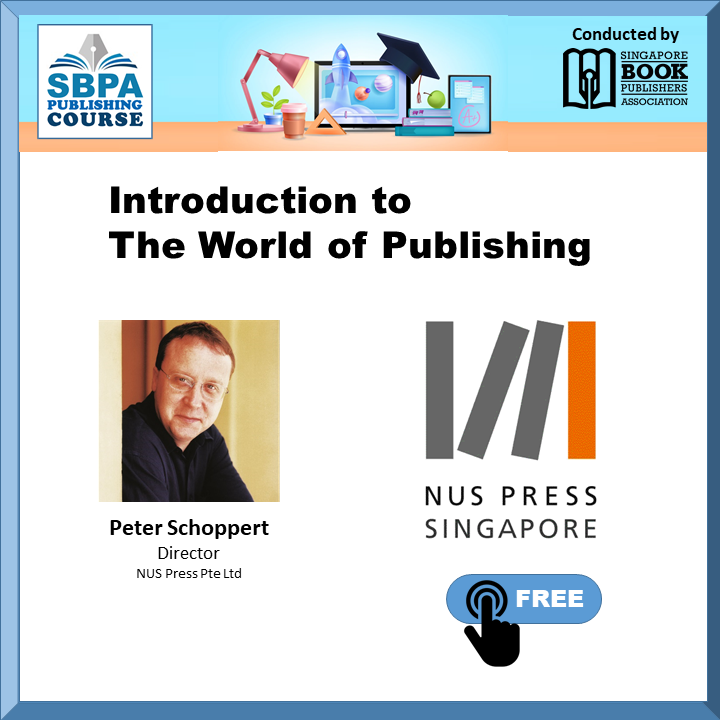 SBPA
PUBLISHING
COURSE
A+
Conducted by
SINGAPORE
BOOK
PUBLISHERS
ASSOCIATION
Introduction to
The World of Publishing
Peter Schoppert
Director
NUS Press Pte Ltd
NUS PRESS
SINGAPORE
FREE